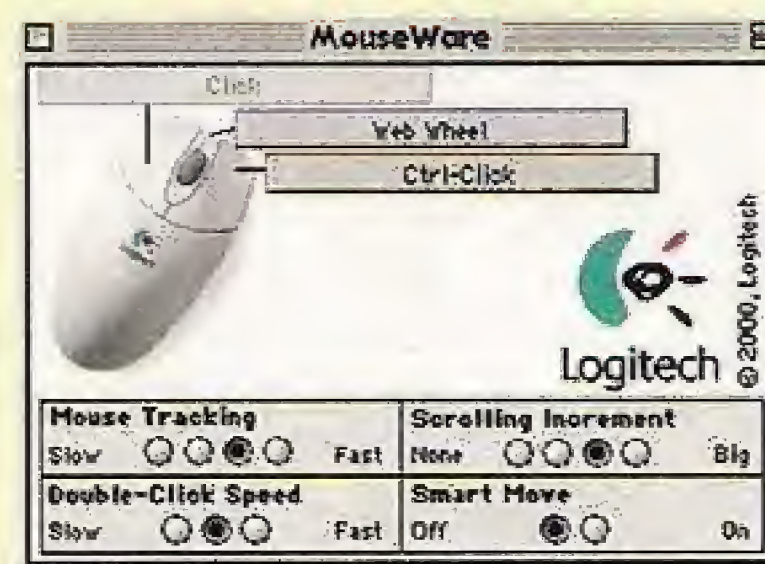 MouseWare
Click
Web Wheel
Ctrl-Click
Logitech
© 2000, Logitech
Mouse Tracking
Slow Fast
Scrolling Increment
None Big
Double-Click Speed
Slow Fast
Smart Move
Off On